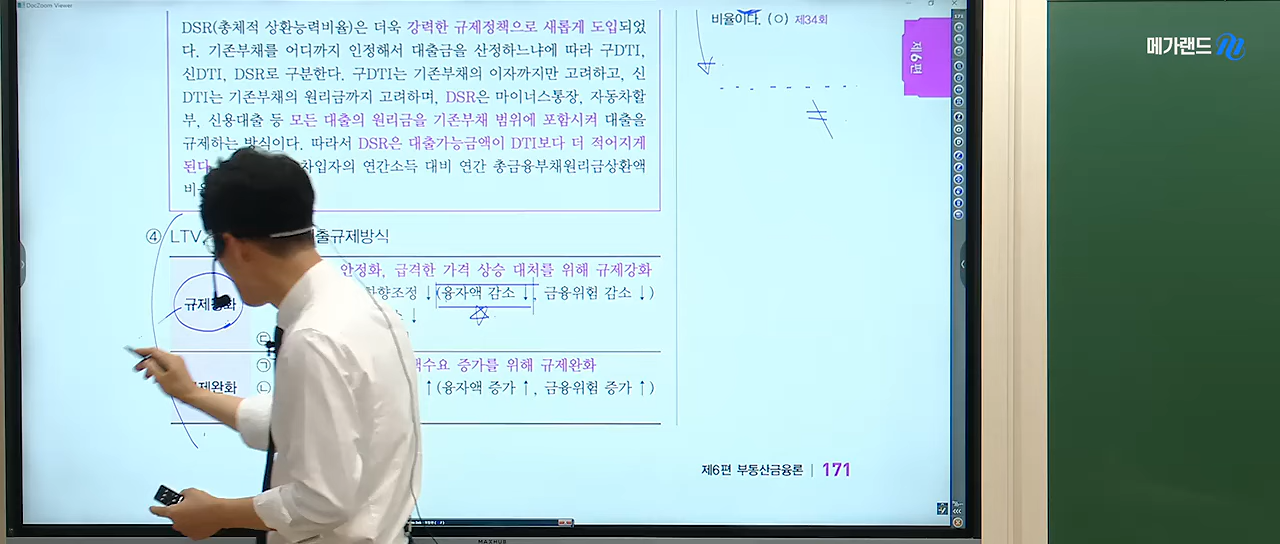 DocZoom Viewer
DSR(총체적 상환능력비율)은 더욱 강력한 규제정책으로 새롭게 도입되었
다. 기존부채를 어디까지 인정해서 대출금을 산정하느냐에 따라 구DTI,
신DTI, DSR로 구분한다. 구DTI는 기존부채의 이자까지만 고려하고, 신
DTI는 기존부채의 원리금까지 고려하며, DSR은 마이너스통장, 자동차할
부, 신용대출 등 모든 대출의 원리금을 기존부채 범위에 포함시켜 대출을
규제하는 방식이다. 따라서 DSR은 대출가능금액이 DTI보다 더 적어지게
된다 차입자의 연간소득 대비 연간 총금융부채원리금상환액
④ LTV, 출규제방식
규제강화 안정화, 급격한 가격 상승 대처를 위해 규제강화
향조정 ↓(융자액 감소 ↓, 금융위험 감소 ↓)
↓
㉢
㉠ 수요 증가를 위해 규제완화
제완화 ㉡ ↑(융자액 증가 ↑, 금융위험 증가 ↑)
비율이다. (○) 제34회
제6편
제6편 부동산금융론 | 171
메가랜드
MAXHUB